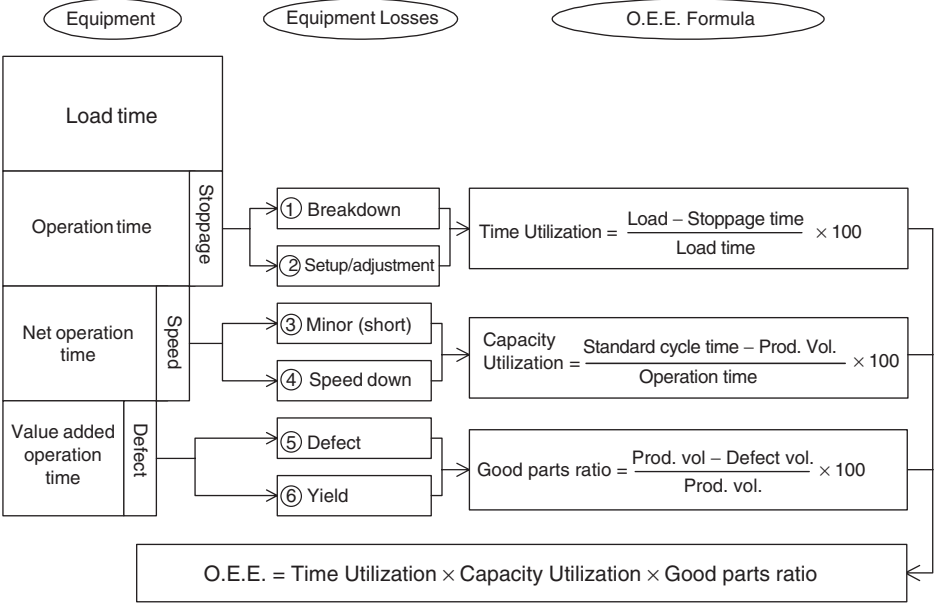 Equipment
Equipment Losses
O.E.E. Formula
Load time
Operation time
Stoppage
① Breakdown
② Setup/adjustment
Time Utilization = Load – Stoppage time / Load time × 100
Net operation
time
Speed
③ Minor (short)
④ Speed down
Capacity
Utilization = Standard cycle time – Prod. Vol. / Operation time × 100
Value added
operation
time
Defect
⑤ Defect
⑥ Yield
Good parts ratio = Prod. vol – Defect vol. / Prod. vol. × 100
O.E.E. = Time Utilization × Capacity Utilization × Good parts ratio